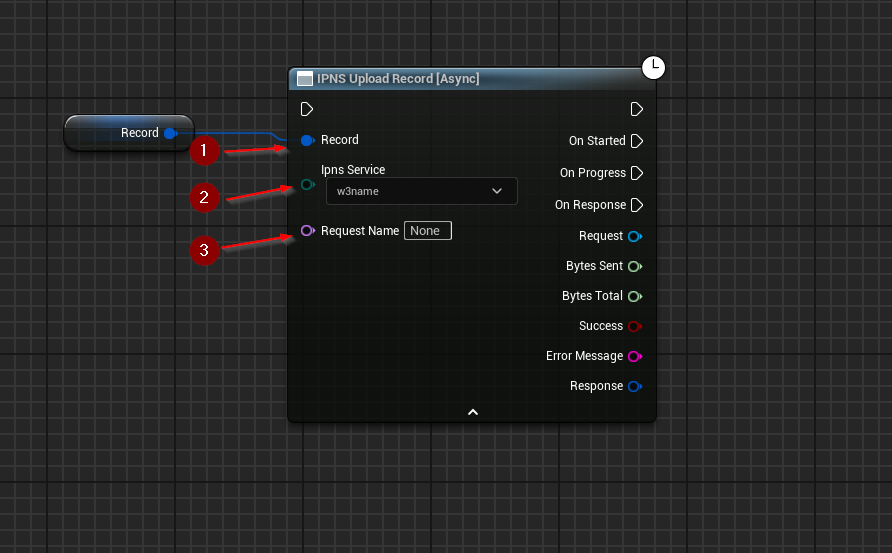 IPNS Upload Record [Async]
Record
1
Record
On Started
Ipns Service
2
w3name
On Progress
On Response
3
Request Name None
Request
Bytes Sent
Bytes Total
Success
Error Message
Response